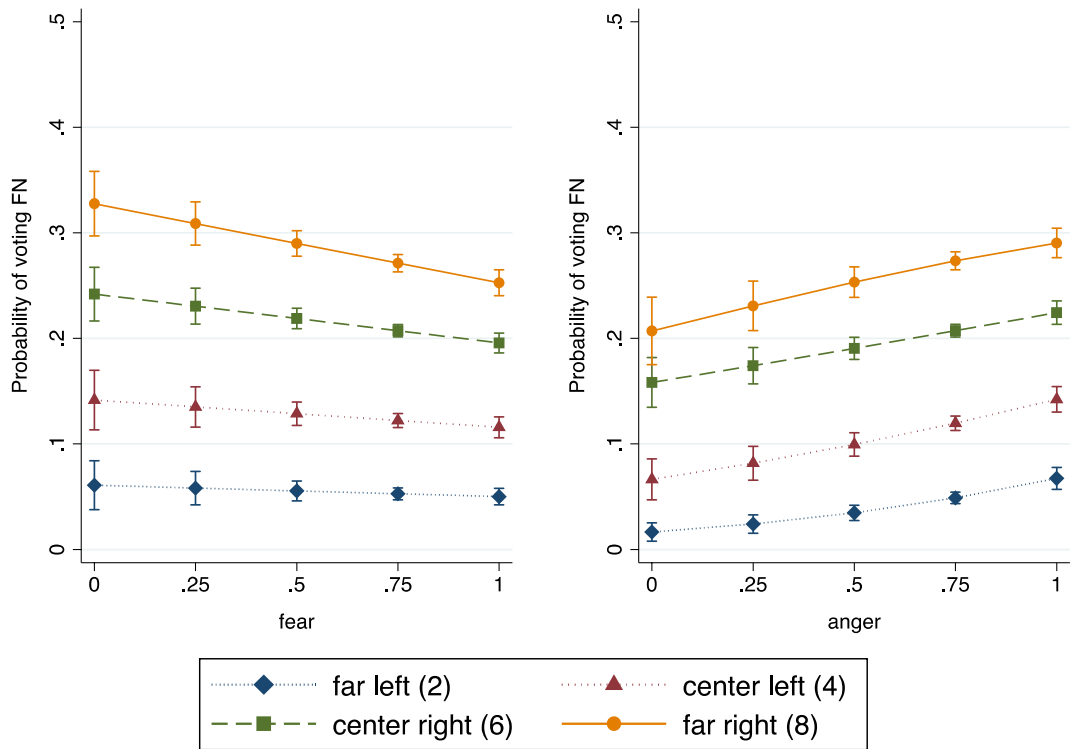 Probability of voting FN
.5
.4
.3
.2
.1
0
0 .25 .5 .75 1
fear
Probability of voting FN
.5
.4
.3
.2
.1
0
0 .25 .5 .75 1
anger
far left (2) center left (4)
center right (6) far right (8)